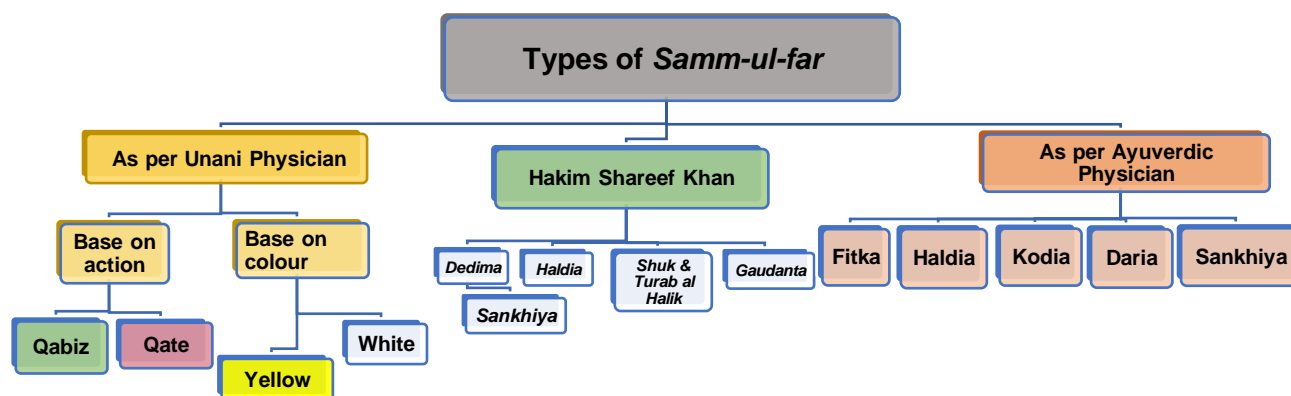 Types of Samm-ul-far
As per Unani Physician
Hakim Shareef Khan
As per Ayuverdic
Physician
Base on
action
Base on
colour
Qabiz
Qate
Yellow
White
Dedima
Haldia
Shuk &
Turab al
Halik
Gaudanta
Sankhiya
Fitka
Haldia
Kodia
Daria
Sankhiya